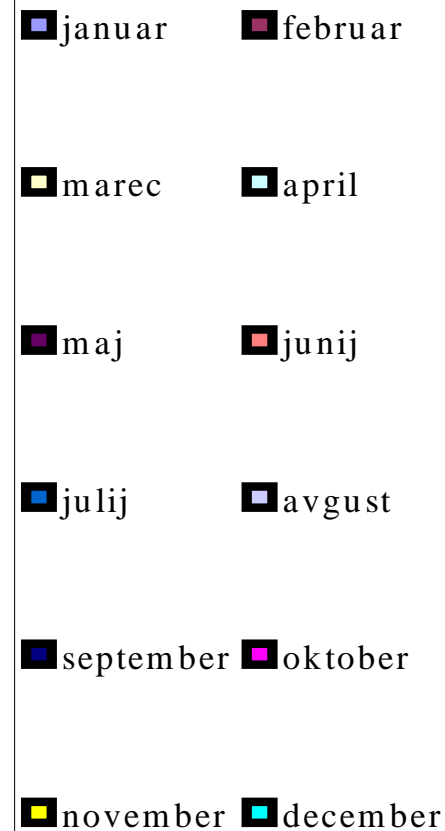 januar februar
marec april
maj junij
julij avgust
september oktober
november december